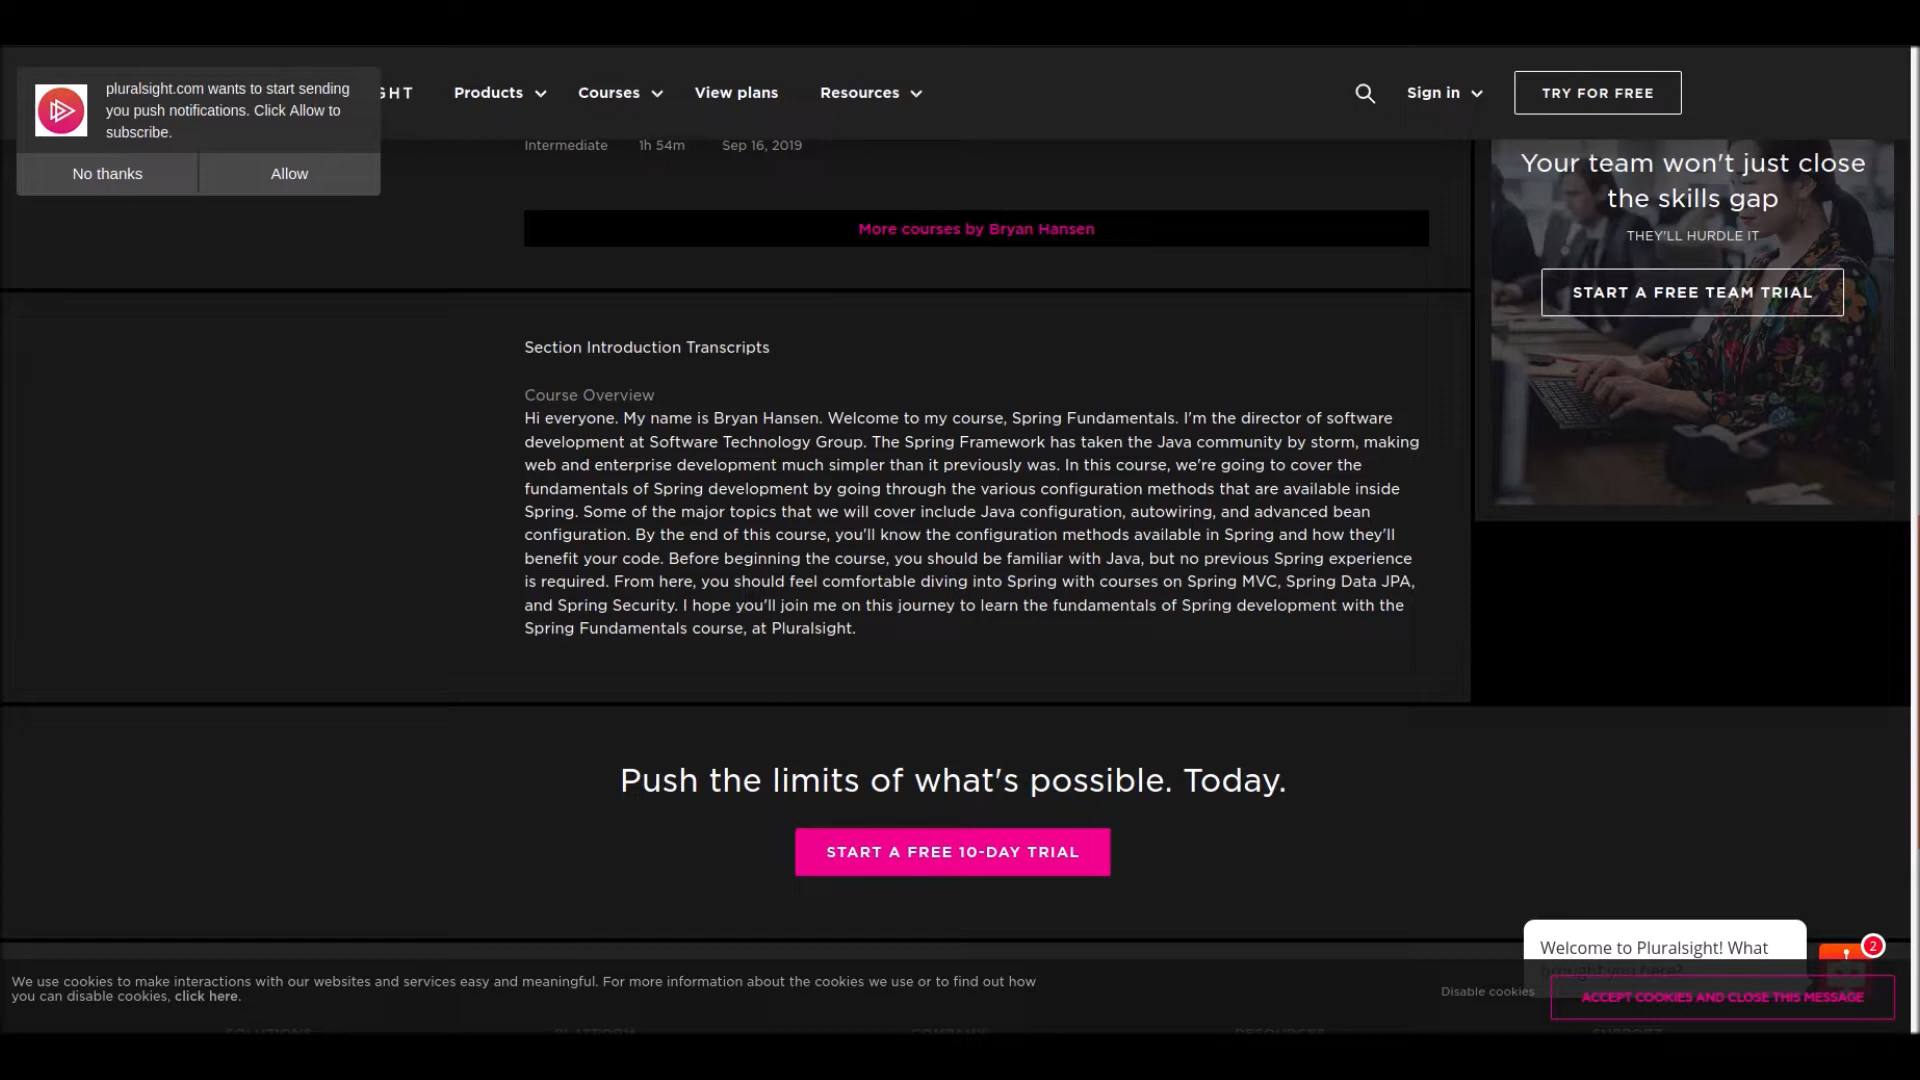 pluralsight.com wants to start sending
you push notifications. Click Allow to
subscribe.
No thanks
Allow
GHT
Products
Courses
View plans
Resources
Sign in
TRY FOR FREE
Intermediate 1h 54m Sep 16, 2019
More courses by Bryan Hansen
Your team won't just close
the skills gap
THEY'LL HURDLE IT
START A FREE TEAM TRIAL
Section Introduction Transcripts
Course Overview
Hi everyone. My name is Bryan Hansen. Welcome to my course, Spring Fundamentals. I'm the director of software
development at Software Technology Group. The Spring Framework has taken the Java community by storm, making
web and enterprise development much simpler than it previously was. In this course, we're going to cover the
fundamentals of Spring development by going through the various configuration methods that are available inside
Spring. Some of the major topics that we will cover include Java configuration, autowiring, and advanced bean
configuration. By the end of this course, you'll know the configuration methods available in Spring and how they'll
benefit your code. Before beginning the course, you should be familiar with Java, but no previous Spring experience
is required. From here, you should feel comfortable diving into Spring with courses on Spring MVC, Spring Data JPA,
and Spring Security. I hope you'll join me on this journey to learn the fundamentals of Spring development with the
Spring Fundamentals course, at Pluralsight.
Push the limits of what's possible. Today.
START A FREE 10-DAY TRIAL
Welcome to Pluralsight! What
brought you here?
2
We use cookies to make interactions with our websites and services easy and meaningful. For more information about the cookies we use or to find out how
you can disable cookies, click here.
Disable cookies
ACCEPT COOKIES AND CLOSE THIS MESSAGE
SOLUTIONS PLATFORM COMPANY RESOURCES SUPPORT